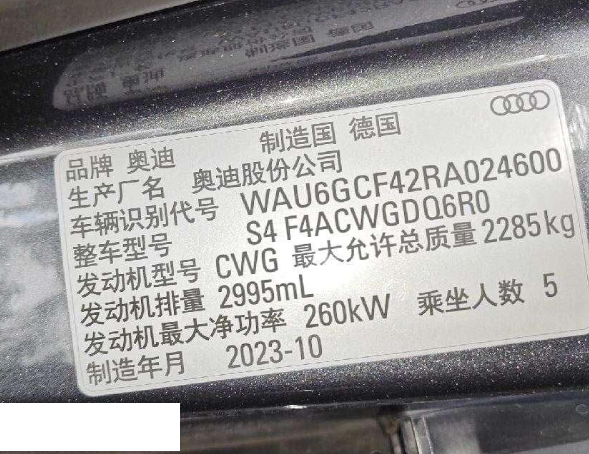 品牌 奥迪 制造国 德国
生产厂名 奥迪股份公司
车辆识别代号 WAU6GCF42RA024600
整车型号 S4 F4ACWGDQ6R0
发动机型号 CWG 最大允许总质量 2285kg
发动机排量 2995mL
发动机最大净功率 260kW 乘坐人数 5
制造年月 2023-10